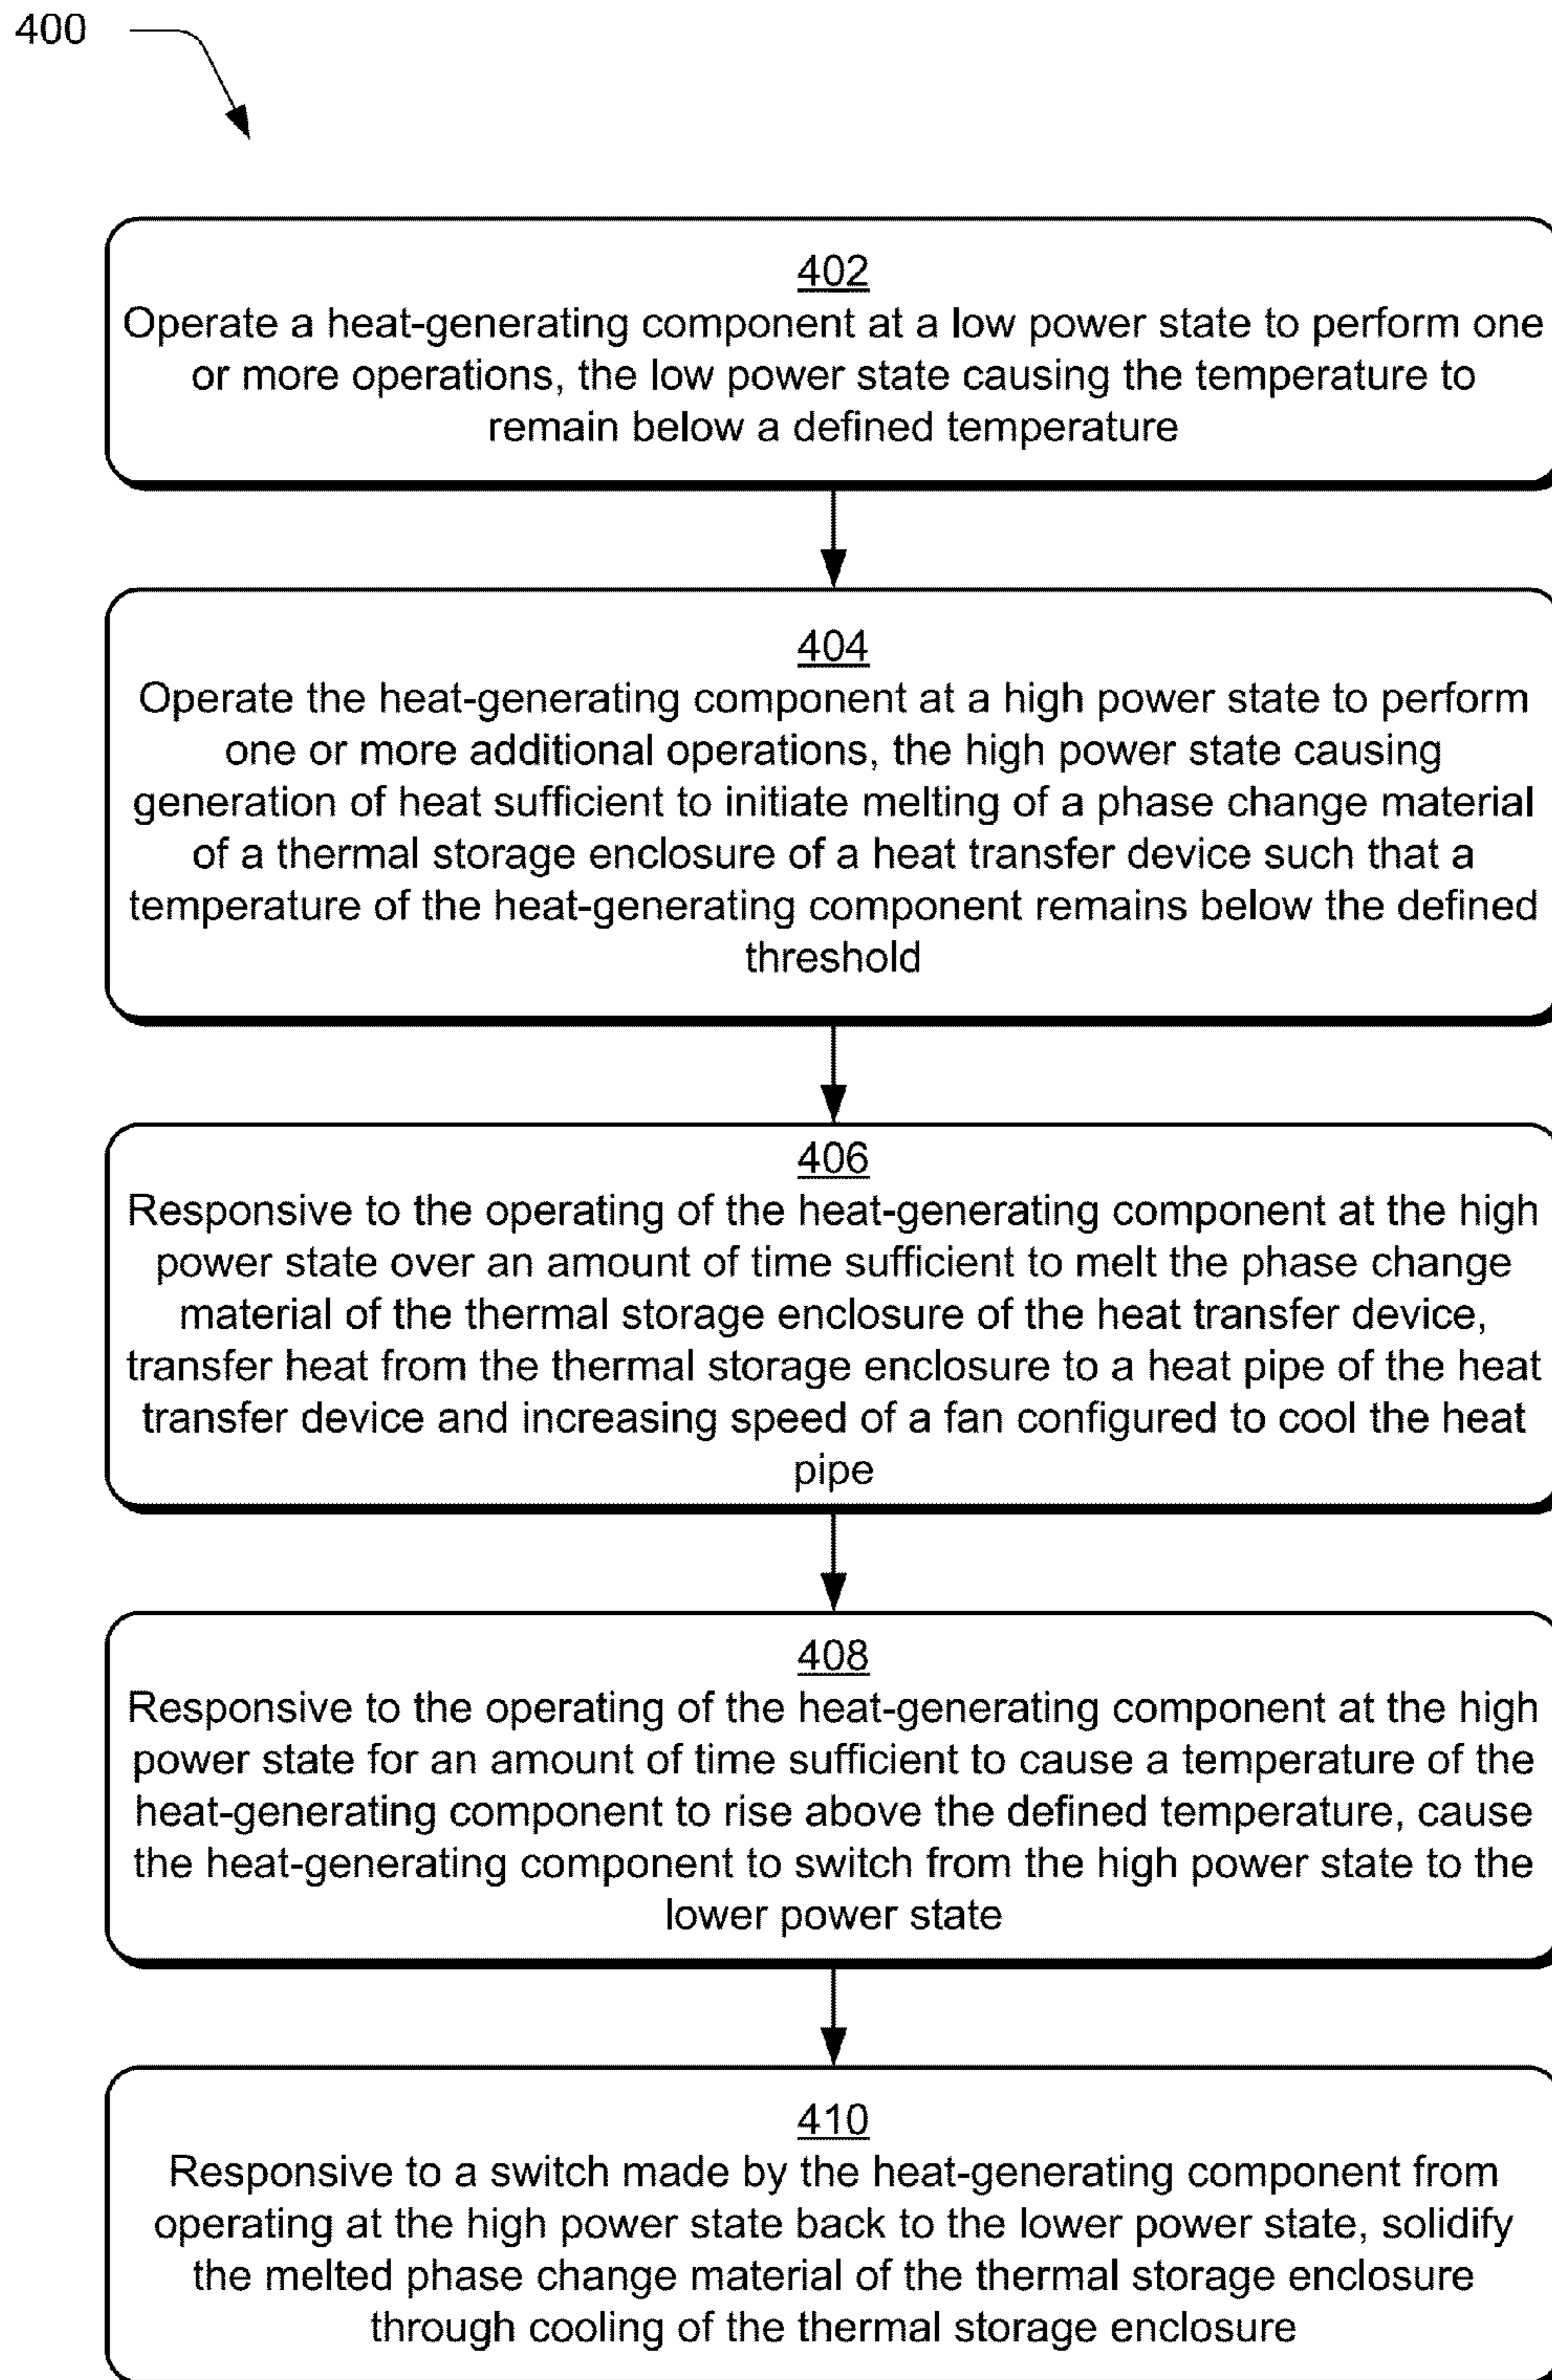 400
402
Operate a heat-generating component at a low power state to perform one
or more operations, the low power state causing the temperature to
remain below a defined temperature
404
Operate the heat-generating component at a high power state to perform
one or more additional operations, the high power state causing
generation of heat sufficient to initiate melting of a phase change material
of a thermal storage enclosure of a heat transfer device such that a
temperature of the heat-generating component remains below the defined
threshold
406
Responsive to the operating of the heat-generating component at the high
power state over an amount of time sufficient to melt the phase change
material of the thermal storage enclosure of the heat transfer device,
transfer heat from the thermal storage enclosure to a heat pipe of the heat
transfer device and increasing speed of a fan configured to cool the heat
pipe
408
Responsive to the operating of the heat-generating component at the high
power state for an amount of time sufficient to cause a temperature of the
heat-generating component to rise above the defined temperature, cause
the heat-generating component to switch from the high power state to the
lower power state
410
Responsive to a switch made by the heat-generating component from
operating at the high power state back to the lower power state, solidify
the melted phase change material of the thermal storage enclosure
through cooling of the thermal storage enclosure